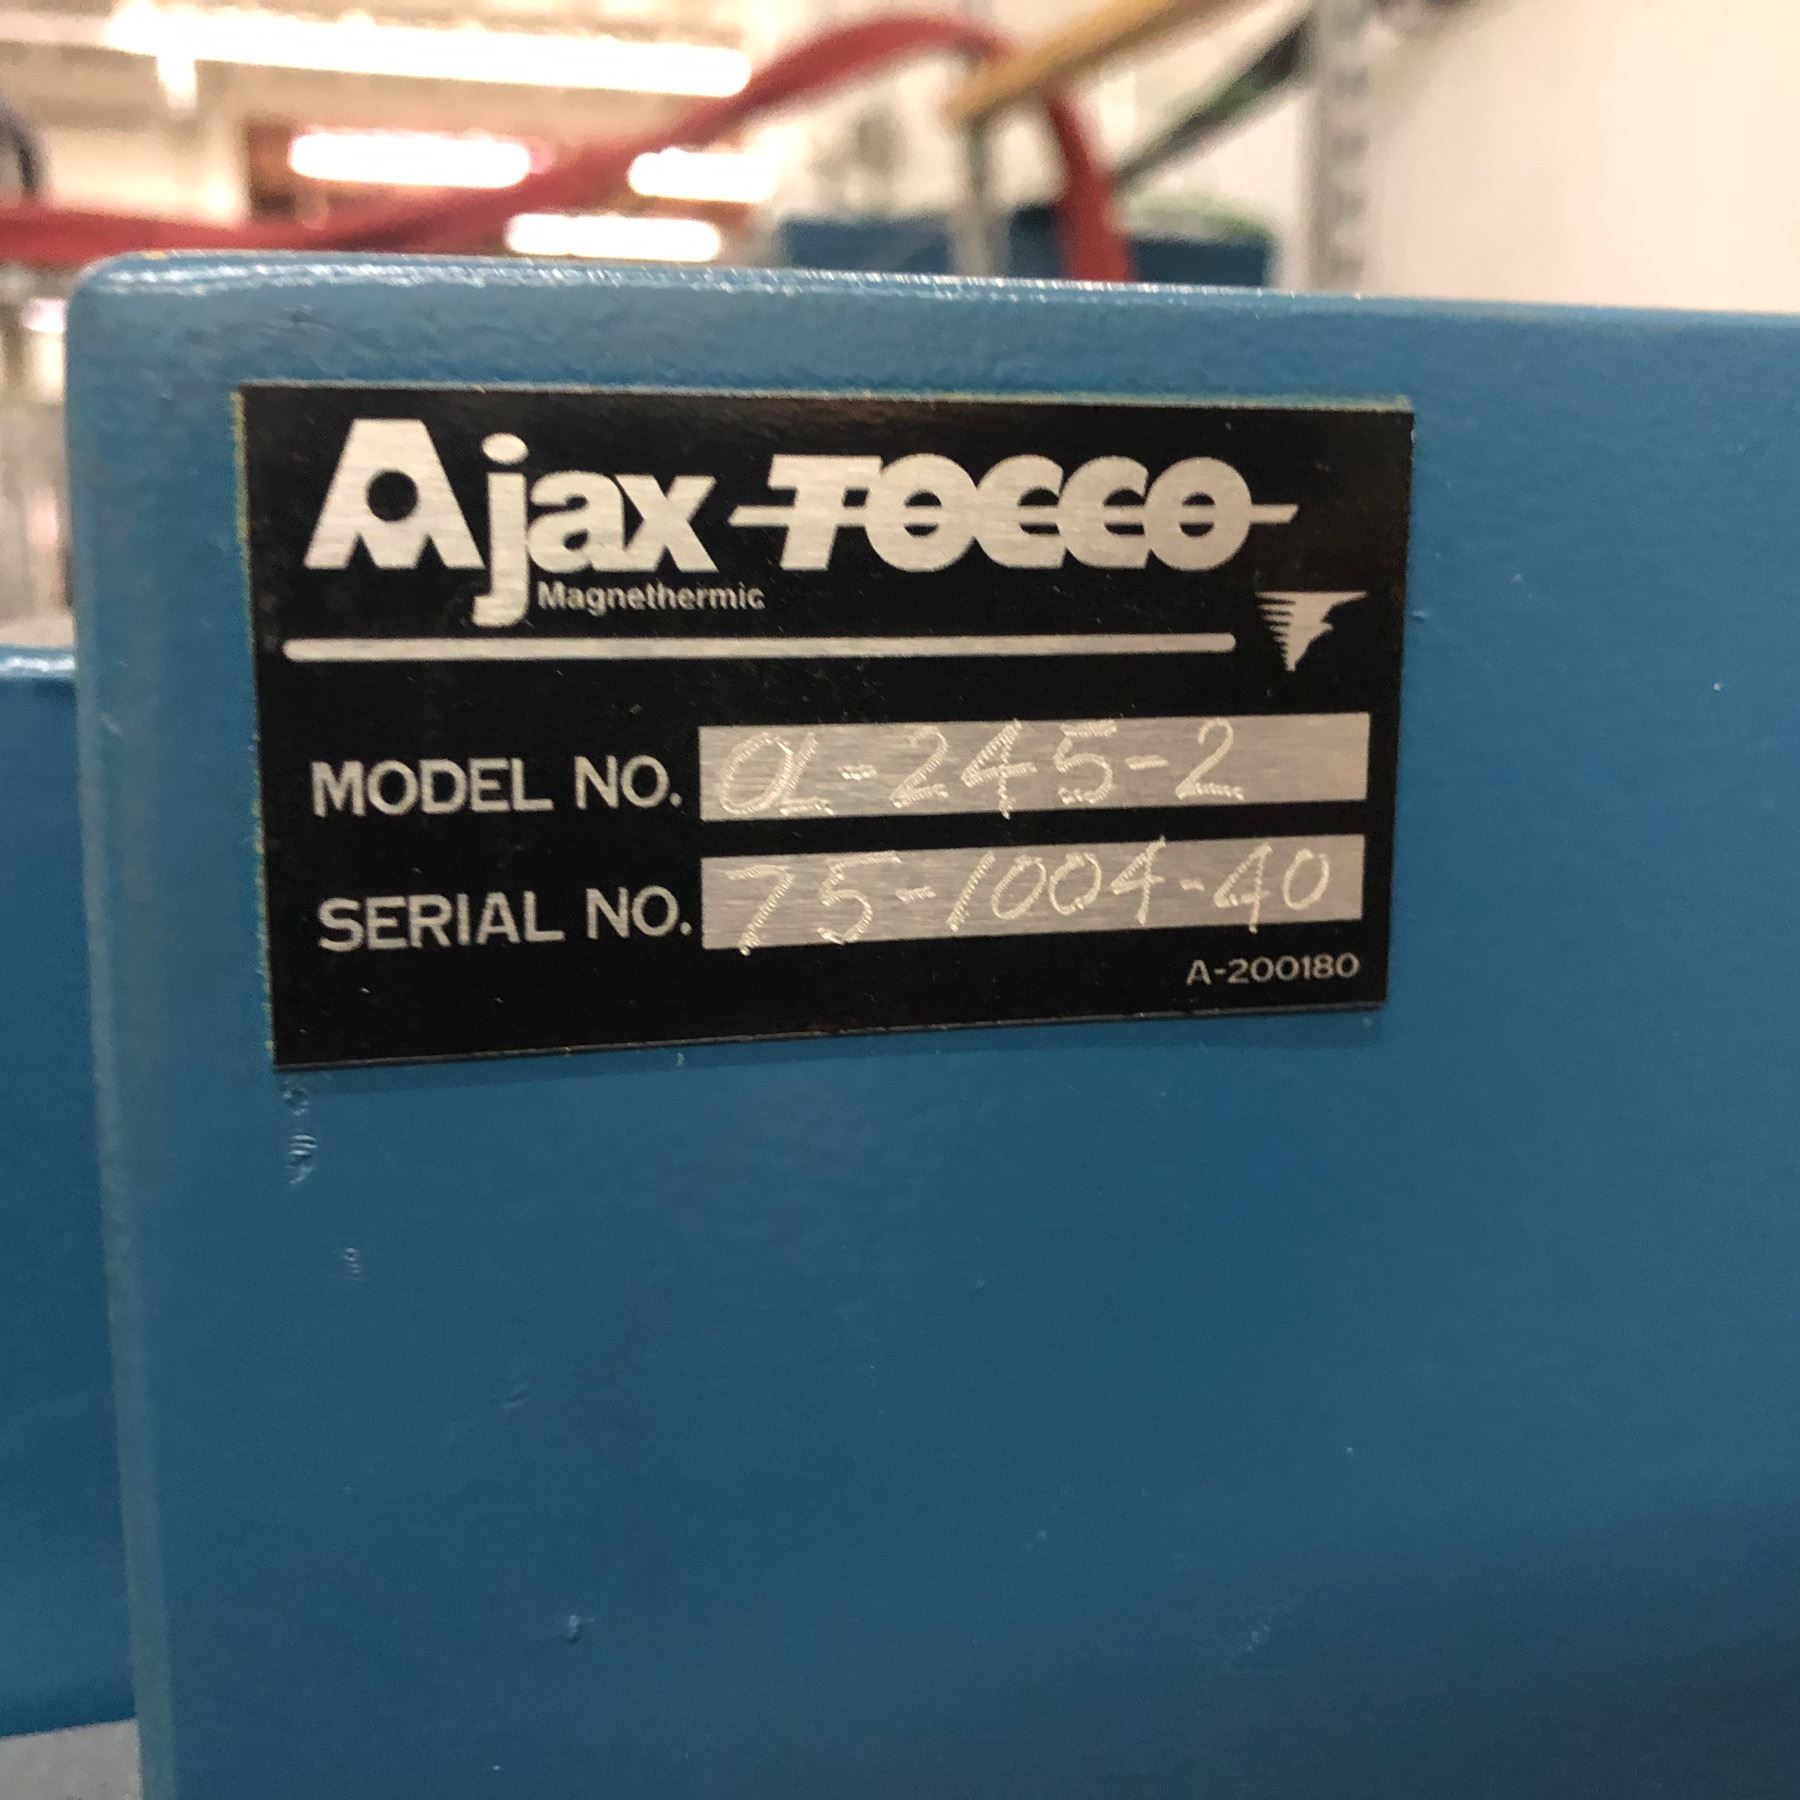 Ajax TOCCO
Magnethermic
MODEL NO. OL-245-2
SERIAL NO. 75-1004-40
A-200180